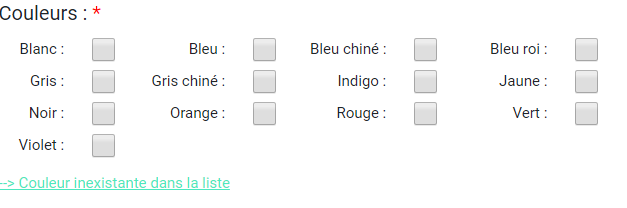 Couleurs : *
Blanc : Bleu : Bleu chiné : Bleu roi :
Gris : Gris chiné : Indigo : Jaune :
Noir : Orange : Rouge : Vert :
Violet :
--> Couleur inexistante dans la liste